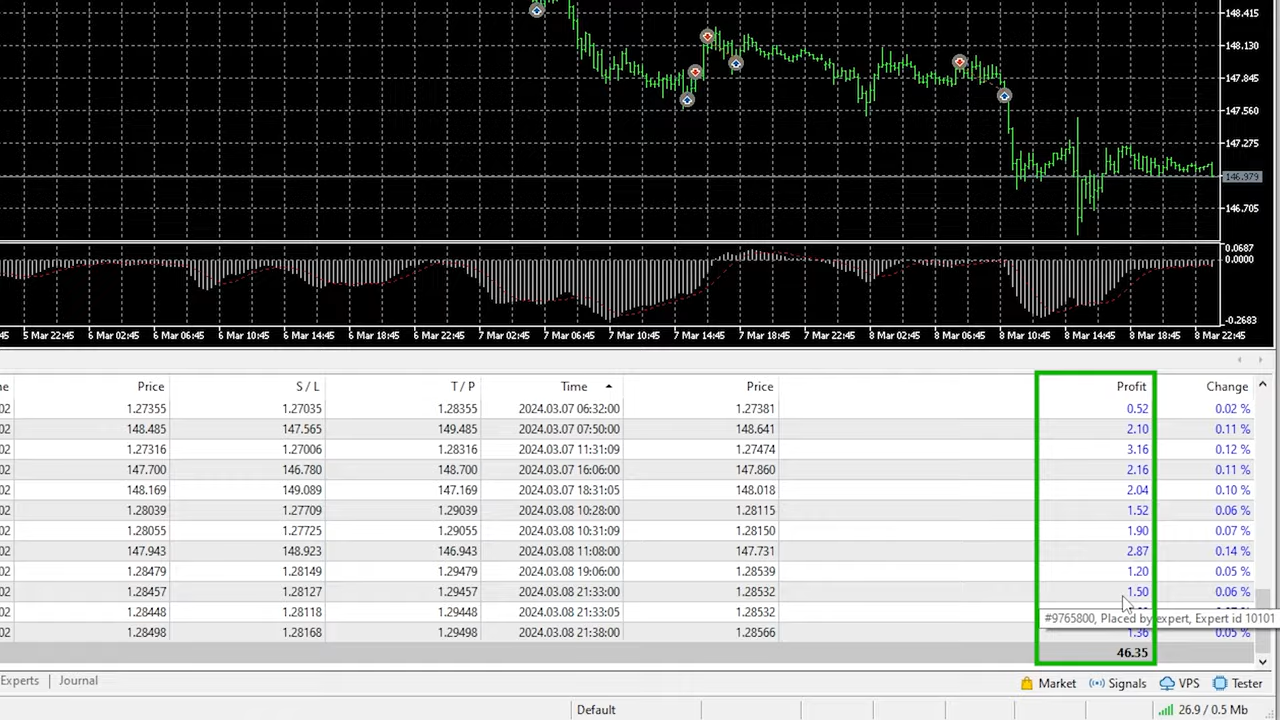 148.415
148.130
147.845
147.560
147.275
146.979
146.705
0.0687
0.0000
-0.2683
45 5 Mar 22:45 6 Mar 02:45 6 Mar 06:45 6 Mar 10:45 6 Mar 14:45 6 Mar 18:45 6 Mar 22:45 7 Mar 02:45 7 Mar 06:45 7 Mar 10:45 7 Mar 14:45 7 Mar 18:45 7 Mar 22:45 8 Mar 02:45 8 Mar 06:45 8 Mar 10:45 8 Mar 14:45 8 Mar 18:45 8 Mar 22:45
ne Price S / L T / P Time Price Profit Change
02 1.27355 1.27035 1.28355 2024.03.07 06:32:00 1.27381 0.52 0.02 %
02 148.485 147.565 149.485 2024.03.07 07:50:00 148.641 2.10 0.11 %
02 1.27316 1.27006 1.28316 2024.03.07 11:31:09 1.27474 3.16 0.12 %
02 147.700 146.780 148.700 2024.03.07 16:06:00 147.860 2.16 0.11 %
02 148.169 149.089 147.169 2024.03.07 18:31:05 148.018 2.04 0.10 %
02 1.28039 1.27709 1.29039 2024.03.08 10:28:00 1.28115 1.52 0.06 %
02 1.28055 1.27725 1.29055 2024.03.08 10:31:09 1.28150 1.90 0.07 %
02 147.943 148.923 146.943 2024.03.08 11:08:00 147.731 2.87 0.14 %
02 1.28479 1.28149 1.29479 2024.03.08 19:06:00 1.28539 1.20 0.05 %
02 1.28457 1.28127 1.29457 2024.03.08 21:33:00 1.28532 1.50 0.06 %
02 1.28448 1.28118 1.29448 2024.03.08 21:33:05 1.28532
#9765800, Placed by expert, Expert id 10101
02 1.28498 1.28168 1.29498 2024.03.08 21:38:00 1.28566 1.36 0.05 %
46.35
Experts Journal Market Signals VPS Tester
Default 26.9 / 0.5 Mb